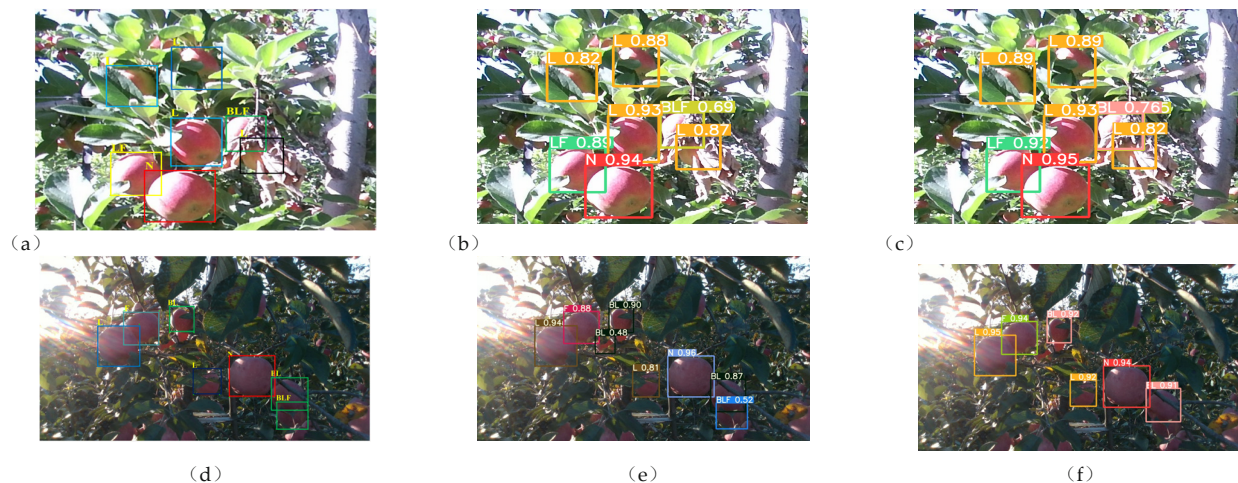 L
BLF
L
LF
N
L 0.88
L 0.82
BLF 0.69
L 0.93
L 0.87
LF 0.89
N 0.94
L 0.89
L 0.89
L 0.93
BL 0.765
L 0.82
LF 0.92
N 0.95
(a)
(b)
(c)
BL
N
BLF
L 0.94
0.88
BL 0.90
BL 0.48
L 0.81
N 0.96
BL 0.87
BLF 0.52
L 0.95
F 0.94
BL 0.92
L 0.92
N 0.94
L 0.91
(d)
(e)
(f)